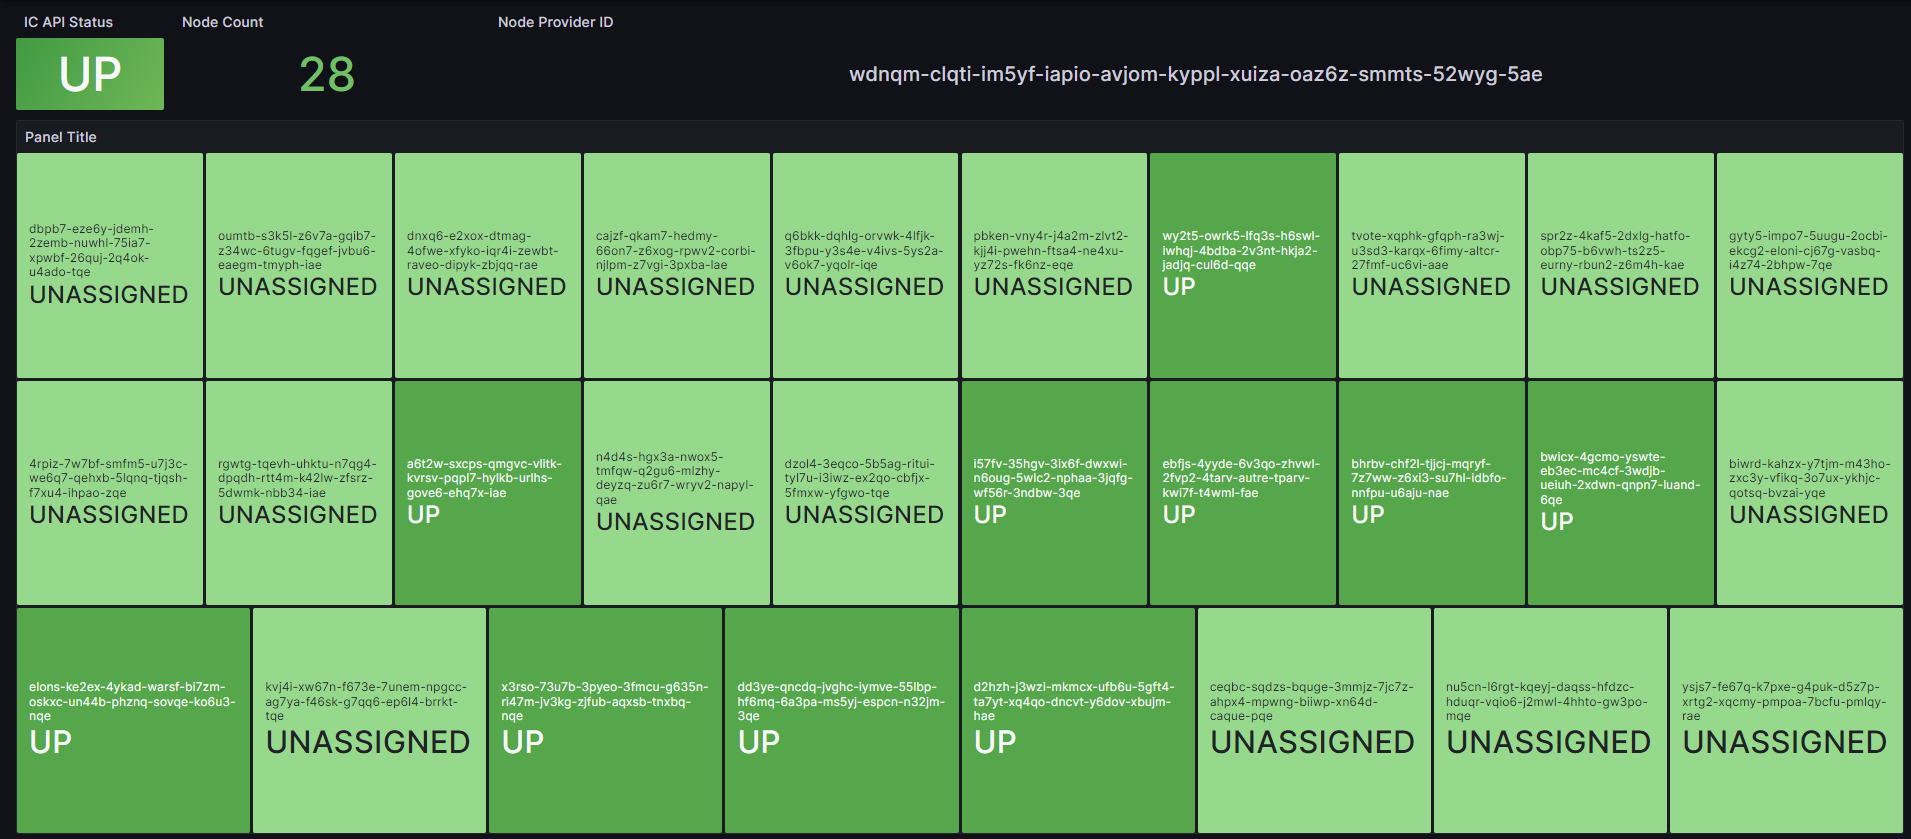 IC API Status
Node Count
Node Provider ID
UP
28
wdnqm-clqti-im5yf-iapio-avjom-kyppl-xuiza-oaz6z-smmts-52wyg-5ae
Panel Title
dbpb7-eze6y-jdemh-
2zemb-nuwhl-75ia7-
xpwbf-26quj-2q4ok-
u4ado-tqe
UNASSIGNED
oumtb-s3k5l-z6v7a-gqib7-
z34wc-6tugv-fqgef-jvbu6-
eaegm-tmyph-iae
UNASSIGNED
dnxq6-e2xox-dtmag-
4ofwe-xfyko-iqr4i-zewbt-
raveo-dipyk-zbjqq-rae
UNASSIGNED
cajzf-qkam7-hedmy-
66on7-z6xog-rpwv2-corbi-
njlpm-z7vgi-3pxba-lae
UNASSIGNED
q6bkk-dqhlg-orvwk-4lfjk-
3fbpu-y3s4e-v4ivs-5ys2a-
v6ok7-yqolr-iqe
UNASSIGNED
pbken-vny4r-j4a2m-zlvt2-
kjj4i-pwehn-ftsa4-ne4xu-
yz72s-fk6nz-eqe
UNASSIGNED
wy2t5-owrk5-lfq3s-h6swl-
iwhqj-4bdba-2v3nt-hkja2-
jadjq-cul6d-qqe
UP
tvote-xqphk-gfqph-ra3wj-
u3sd3-karqx-6fimy-altcr-
27fmf-uc6vi-aae
UNASSIGNED
spr2z-4kaf5-2dxlg-hatfo-
obp75-b6vwh-ts2z5-
eurny-rbun2-z6m4h-kae
UNASSIGNED
gyty5-impo7-5uugu-2ocbi-
ekcg2-eloni-cj67g-vasbq-
i4z74-2bhpw-7qe
UNASSIGNED
4rpiz-7w7bf-smfm5-u7j3c-
we6q7-qehxb-5lqnq-tjqsh-
f7xu4-ihpao-zqe
UNASSIGNED
rgwtg-tqevh-uhktu-n7qg4-
dpqdh-rtt4m-k42lw-zfsrz-
5dwmk-nbb34-iae
UNASSIGNED
a6t2w-sxcps-qmgvc-vlitk-
kvrsv-pqpl7-hylkb-urlhs-
gove6-ehq7x-iae
UP
n4d4s-hgx3a-nwox5-
tmfqw-q2gu6-mlzhy-
deyzq-zu6r7-wryv2-napyl-
qae
UNASSIGNED
dzol4-3eqco-5b5ag-ritui-
tyl7u-i3iwz-ex2qo-cbfjx-
5fmxw-yfgwo-tqe
UNASSIGNED
i57fv-35hgv-3ix6f-dwxwi-
n6oug-5wlc2-nphaa-3jqfg-
wf56r-3ndbw-3qe
UP
ebfjs-4yyde-6v3qo-zhvwl-
2fvp2-4tarv-autre-tparv-
kwi7f-t4wml-fae
UP
bhrbv-chf2l-tjjcj-mqryf-
7z7ww-z6xi3-su7hl-idbfo-
nnfpu-u6aju-nae
UP
bwicx-4gcmo-yswte-
eb3ec-mc4cf-3wdjb-
ueiuh-2xdwn-qnpn7-luand-
6qe
UP
biwrd-kahzx-y7tjm-m43ho-
zxc3y-vfikq-3o7ux-ykhjc-
qotsq-bvzai-yqe
UNASSIGNED
elons-ke2ex-4ykad-warsf-bi7zm-
oskxc-un44b-phznq-sovqe-ko6u3-
nqe
UP
kvj4i-xw67n-f673e-7unem-npgcc-
ag7ya-f46sk-g7qq6-ep6l4-brrkt-
tqe
UNASSIGNED
x3rso-73u7b-3pyeo-3fmcu-g635n-
ri47m-jv3kg-zjfub-aqxsb-tnxbq-
nqe
UP
dd3ye-qncdq-jvghc-iymve-55lbp-
hf6mq-6a3pa-ms5yj-espcn-n32jm-
3qe
UP
d2hzh-j3wzi-mkmcx-ufb6u-5gft4-
ta7yt-xq4qo-dncvt-y6dov-xbujm-
hae
UP
ceqbc-sqdzs-bquge-3mmjz-7jc7z-
ahpx4-mpwng-biiwp-xn64d-
caque-pqe
UNASSIGNED
nu5cn-l6rgt-kqeyj-daqss-hfdzc-
hduqr-vqio6-j2mwl-4hhto-gw3po-
mqe
UNASSIGNED
ysjs7-fe67q-k7pxe-g4puk-d5z7p-
xrtg2-xqcmy-pmpoa-7bcfu-pmlqy-
rae
UNASSIGNED